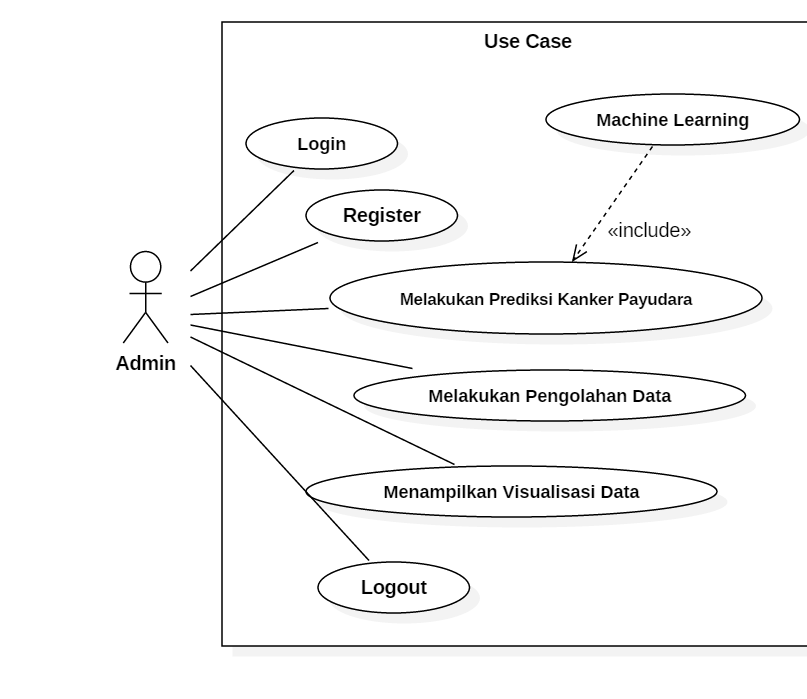 Use Case
Machine Learning
Login
Register
«include»
Melakukan Prediksi Kanker Payudara
Admin
Melakukan Pengolahan Data
Menampilkan Visualisasi Data
Logout